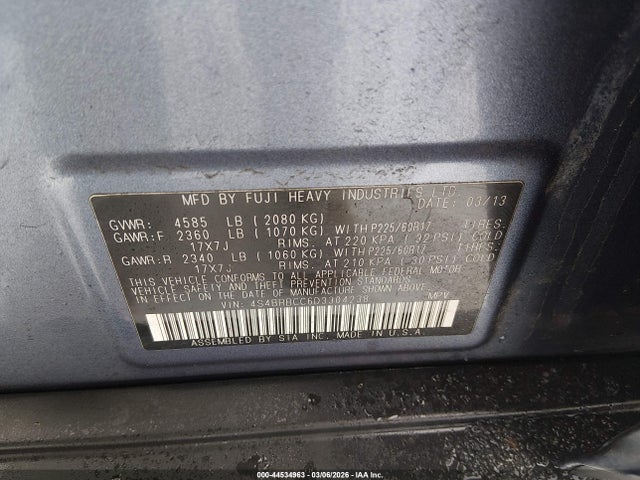 MFD BY FUJI HEAVY INDUSTRIES LTD.
DATE: 03/13
GVWR: 4585 LB ( 2080 KG)
GAWR:F 2360 LB ( 1070 KG) WITH P225/60R17 TIRES,
17X7J RIMS, AT 220 KPA ( 32 PSI) COLD
GAWR:R 2340 LB ( 1060 KG) WITH P225/60R17 TIRES,
17X7J RIMS, AT 210 KPA ( 30 PSI) COLD
THIS VEHICLE CONFORMS TO ALL APPLICABLE FEDERAL MOTOR
VEHICLE SAFETY AND THEFT PREVENTION STANDARDS
IN EFFECT ON THE DATE OF MANUFACTURE SHOWN ABOVE.
VIN: 4S4BRBCC6D3304238 MPV
ASSEMBLED BY SIA INC. MADE IN U.S.A.
000-44534963 | 03/06/2026 | IAA Inc.